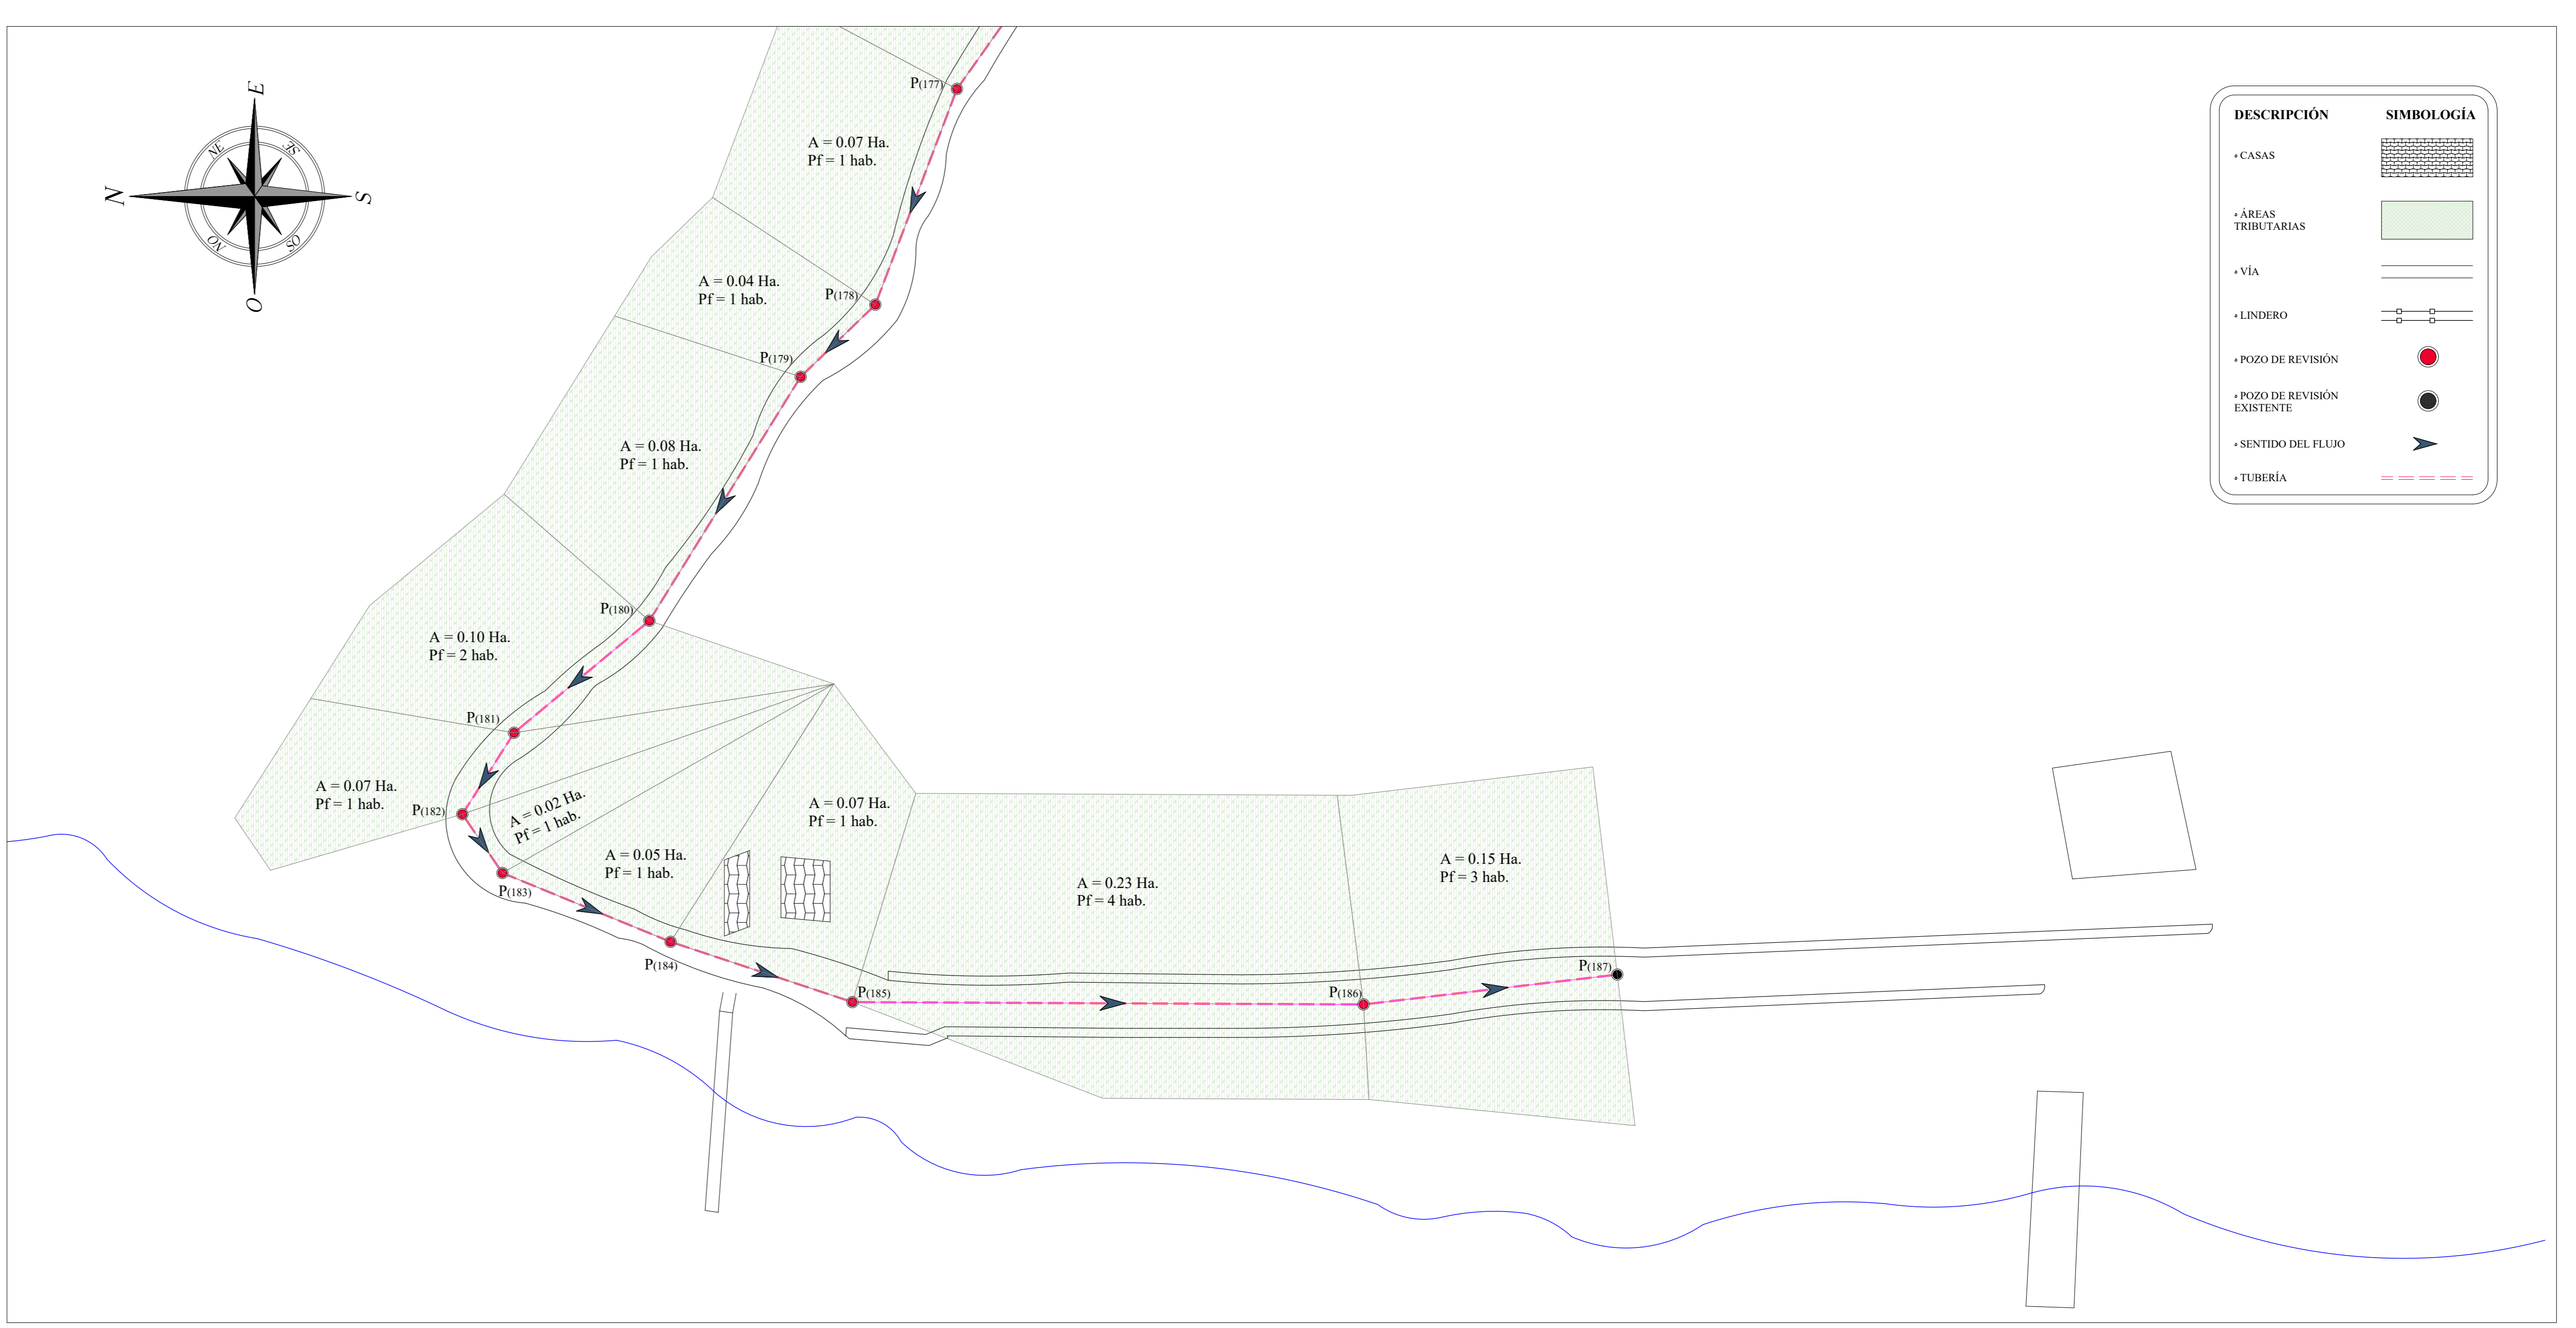 E
NE
SE
N
S
NO
SO
O
P(177)
A = 0.07 Ha.
Pf = 1 hab.
A = 0.04 Ha.
Pf = 1 hab.
P(178)
P(179)
A = 0.08 Ha.
Pf = 1 hab.
P(180)
A = 0.10 Ha.
Pf = 2 hab.
P(181)
A = 0.07 Ha.
Pf = 1 hab.
P(182)
A = 0.02 Ha.
Pf = 1 hab.
A = 0.07 Ha.
Pf = 1 hab.
A = 0.05 Ha.
Pf = 1 hab.
P(183)
P(184)
A = 0.23 Ha.
Pf = 4 hab.
A = 0.15 Ha.
Pf = 3 hab.
P(185)
P(186)
P(187)
DESCRIPCIÓN SIMBOLOGÍA
CASAS
ÁREAS
TRIBUTARIAS
VÍA
LINDERO
POZO DE REVISIÓN
POZO DE REVISIÓN
EXISTENTE
SENTIDO DEL FLUJO
TUBERÍA